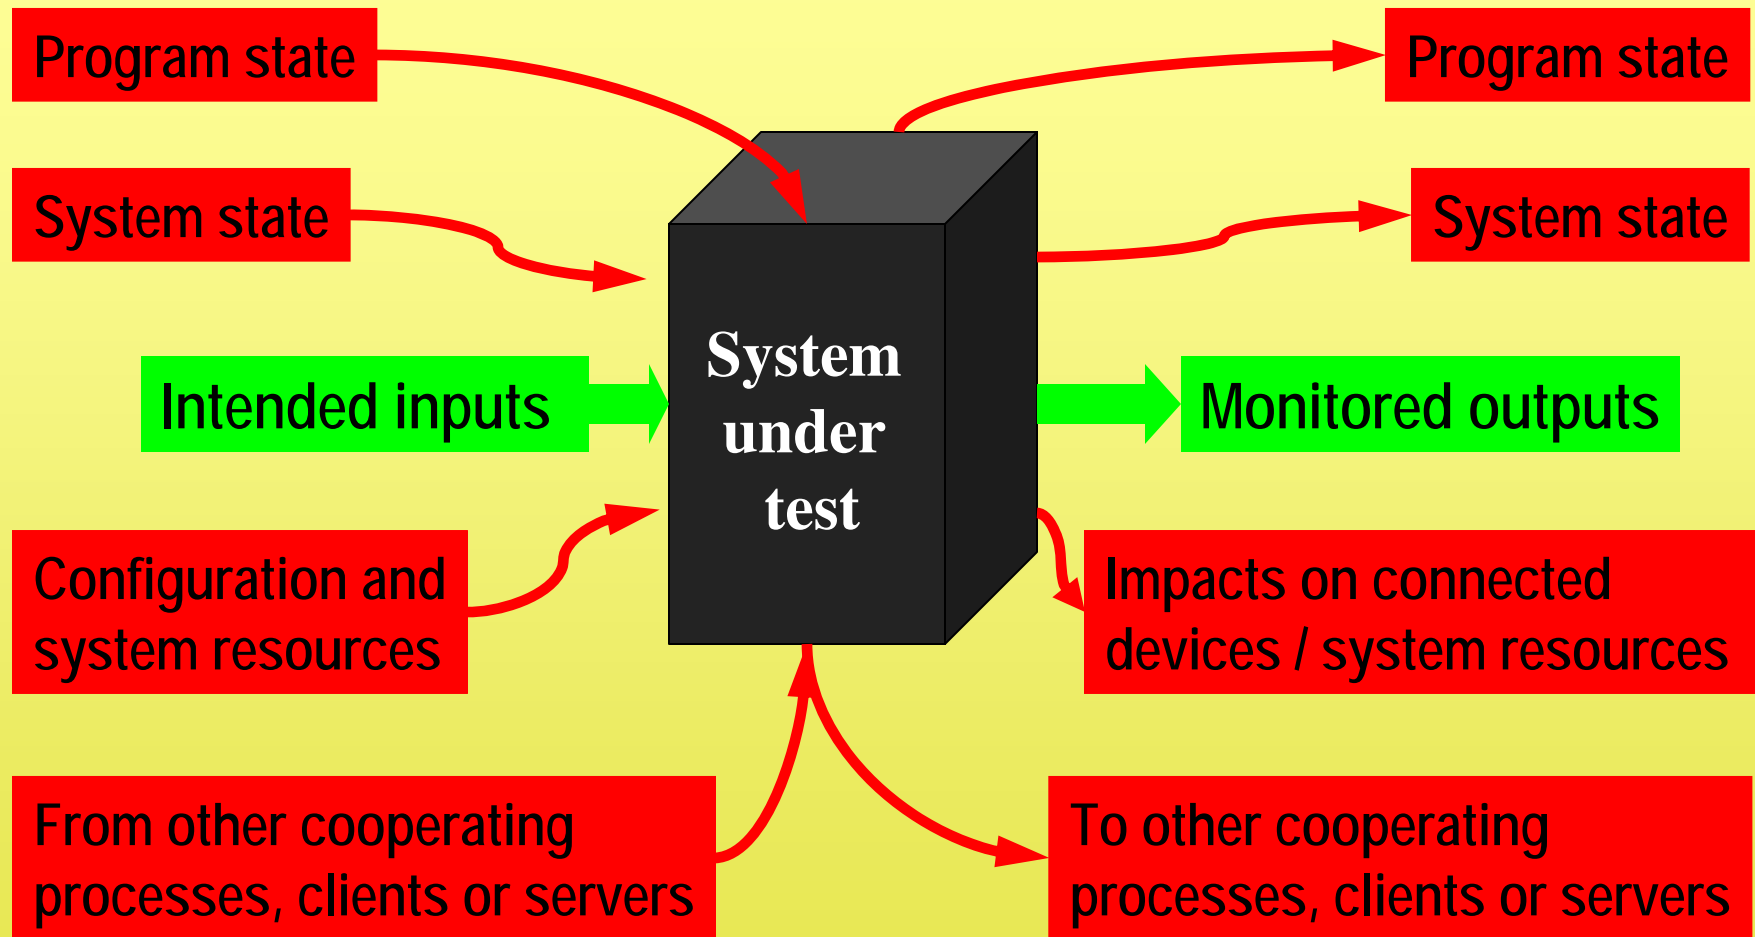 Program state
Program state
System state
System state
System
under
test
Intended inputs
Monitored outputs
Configuration and
system resources
Impacts on connected
devices / system resources
From other cooperating
processes, clients or servers
To other cooperating
processes, clients or servers